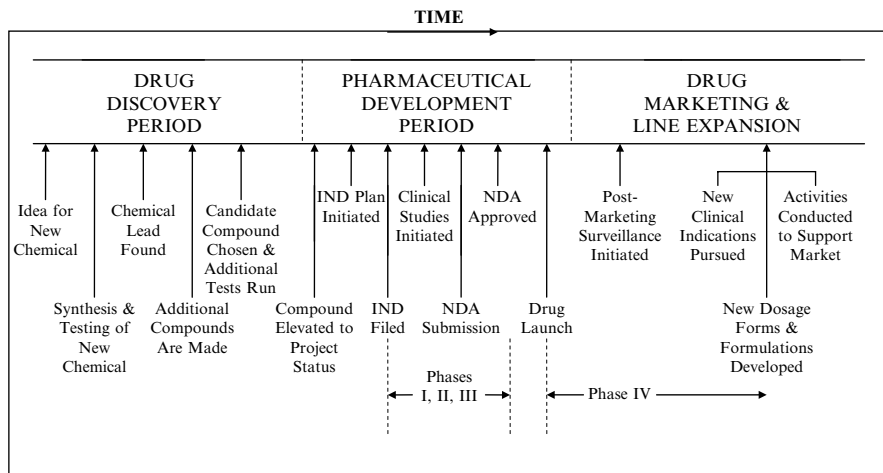 TIME
DRUG
DISCOVERY
PERIOD
PHARMACEUTICAL
DEVELOPMENT
PERIOD
DRUG
MARKETING &
LINE EXPANSION
Idea for
New
Chemical
Synthesis &
Testing of
New
Chemical
Chemical
Lead
Found
Additional
Compounds
Are Made
Candidate
Compound
Chosen &
Additional
Tests Run
Compound
Elevated to
Project
Status
IND Plan
Initiated
IND
Filed
Clinical
Studies
Initiated
NDA
Submission
NDA
Approved
Drug
Launch
Phases
I, II, III
Post-
Marketing
Surveillance
Initiated
New
Clinical
Indications
Pursued
Activities
Conducted
to Support
Market
New Dosage
Forms &
Formulations
Developed
Phase IV